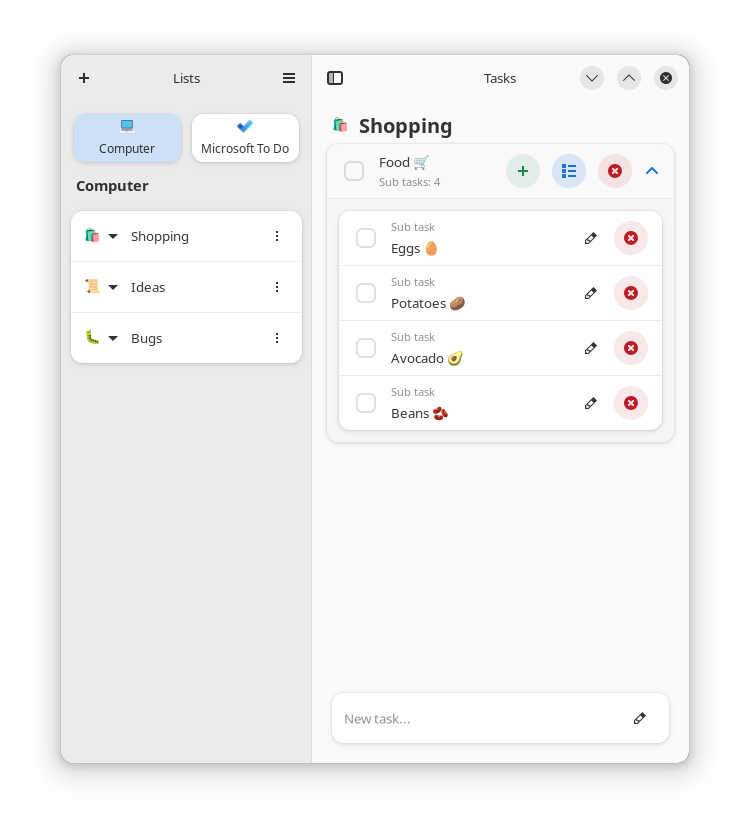 Lists
Computer
Microsoft To Do
Computer
Shopping
Ideas
Bugs
Tasks
Shopping
Food
Sub tasks: 4
Sub task
Eggs
Sub task
Potatoes
Sub task
Avocado
Sub task
Beans
New task...